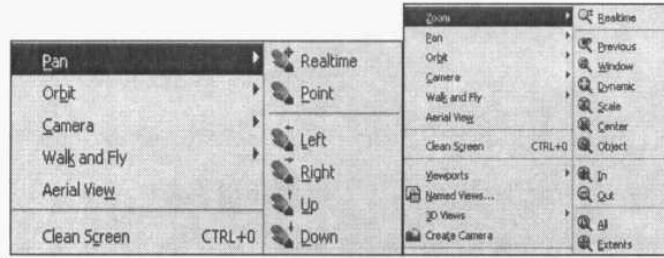 Pan
Orbit
Camera
Walk and Fly
Aerial View
Clean Screen CTRL+0
Realtime
Point
Left
Right
Up
Down
Zoom
Pan
Orbit
Camera
Walk and Fly
Aerial View
Clean Screen CTRL+0
Viewports
Named Views...
3D Views
Create Camera
Realtime
Previous
Window
Dynamic
Scale
Center
Object
In
Out
All
Extents